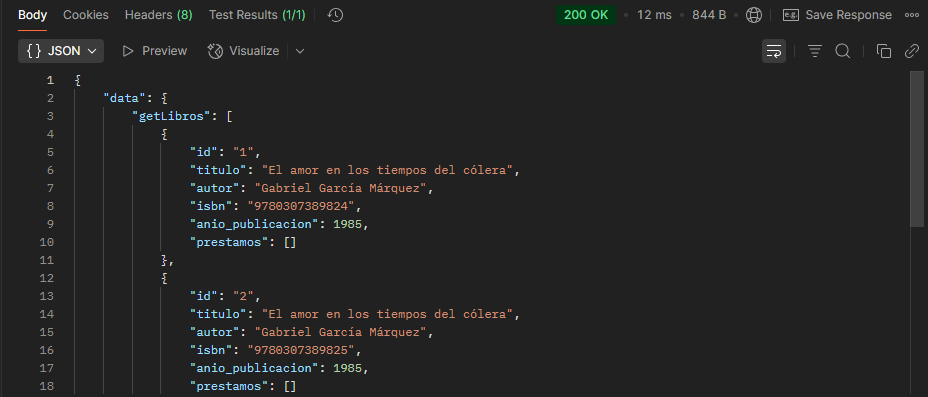 Body Cookies Headers (8) Test Results (1/1) 200 OK • 12 ms • 844 B e.g. Save Response
{} JSON Preview Visualize
1 {
2 "data": {
3 "getLibros": [
4 {
5 "id": "1",
6 "titulo": "El amor en los tiempos del cólera",
7 "autor": "Gabriel García Márquez",
8 "isbn": "9780307389824",
9 "anio_publicacion": 1985,
10 "prestamos": []
11 },
12 {
13 "id": "2",
14 "titulo": "El amor en los tiempos del cólera",
15 "autor": "Gabriel García Márquez",
16 "isbn": "9780307389825",
17 "anio_publicacion": 1985,
18 "prestamos": []